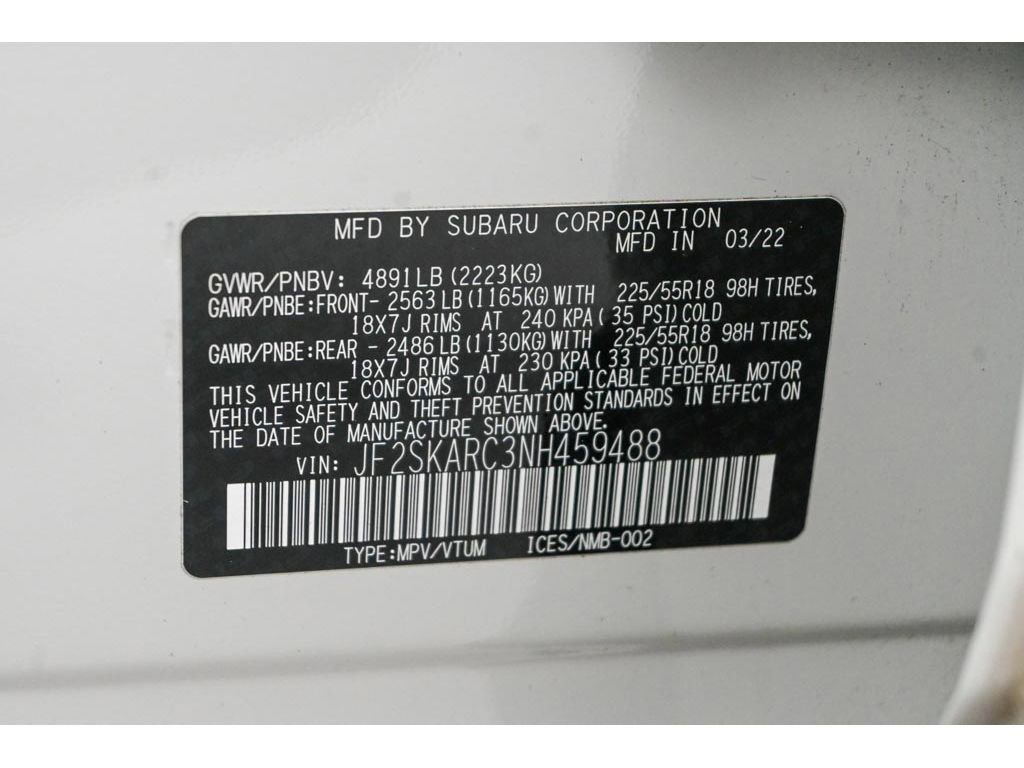 MFD BY SUBARU CORPORATION
MFD IN 03/22
GVWR/PNBV: 4891LB (2223KG)
GAWR/PNBE:FRONT- 2563LB (1165KG) WITH 225/55R18 98H TIRES,
18X7J RIMS AT 240 KPA( 35 PSI)COLD
GAWR/PNBE:REAR - 2486LB (1130KG) WITH 225/55R18 98H TIRES,
18X7J RIMS AT 230 KPA( 33 PSI)COLD
THIS VEHICLE CONFORMS TO ALL APPLICABLE FEDERAL MOTOR
VEHICLE SAFETY AND THEFT PREVENTION STANDARDS IN EFFECT ON
THE DATE OF MANUFACTURE SHOWN ABOVE.
VIN: JF2SKARC3NH459488
TYPE:MPV/VTUM ICES/NMB-002